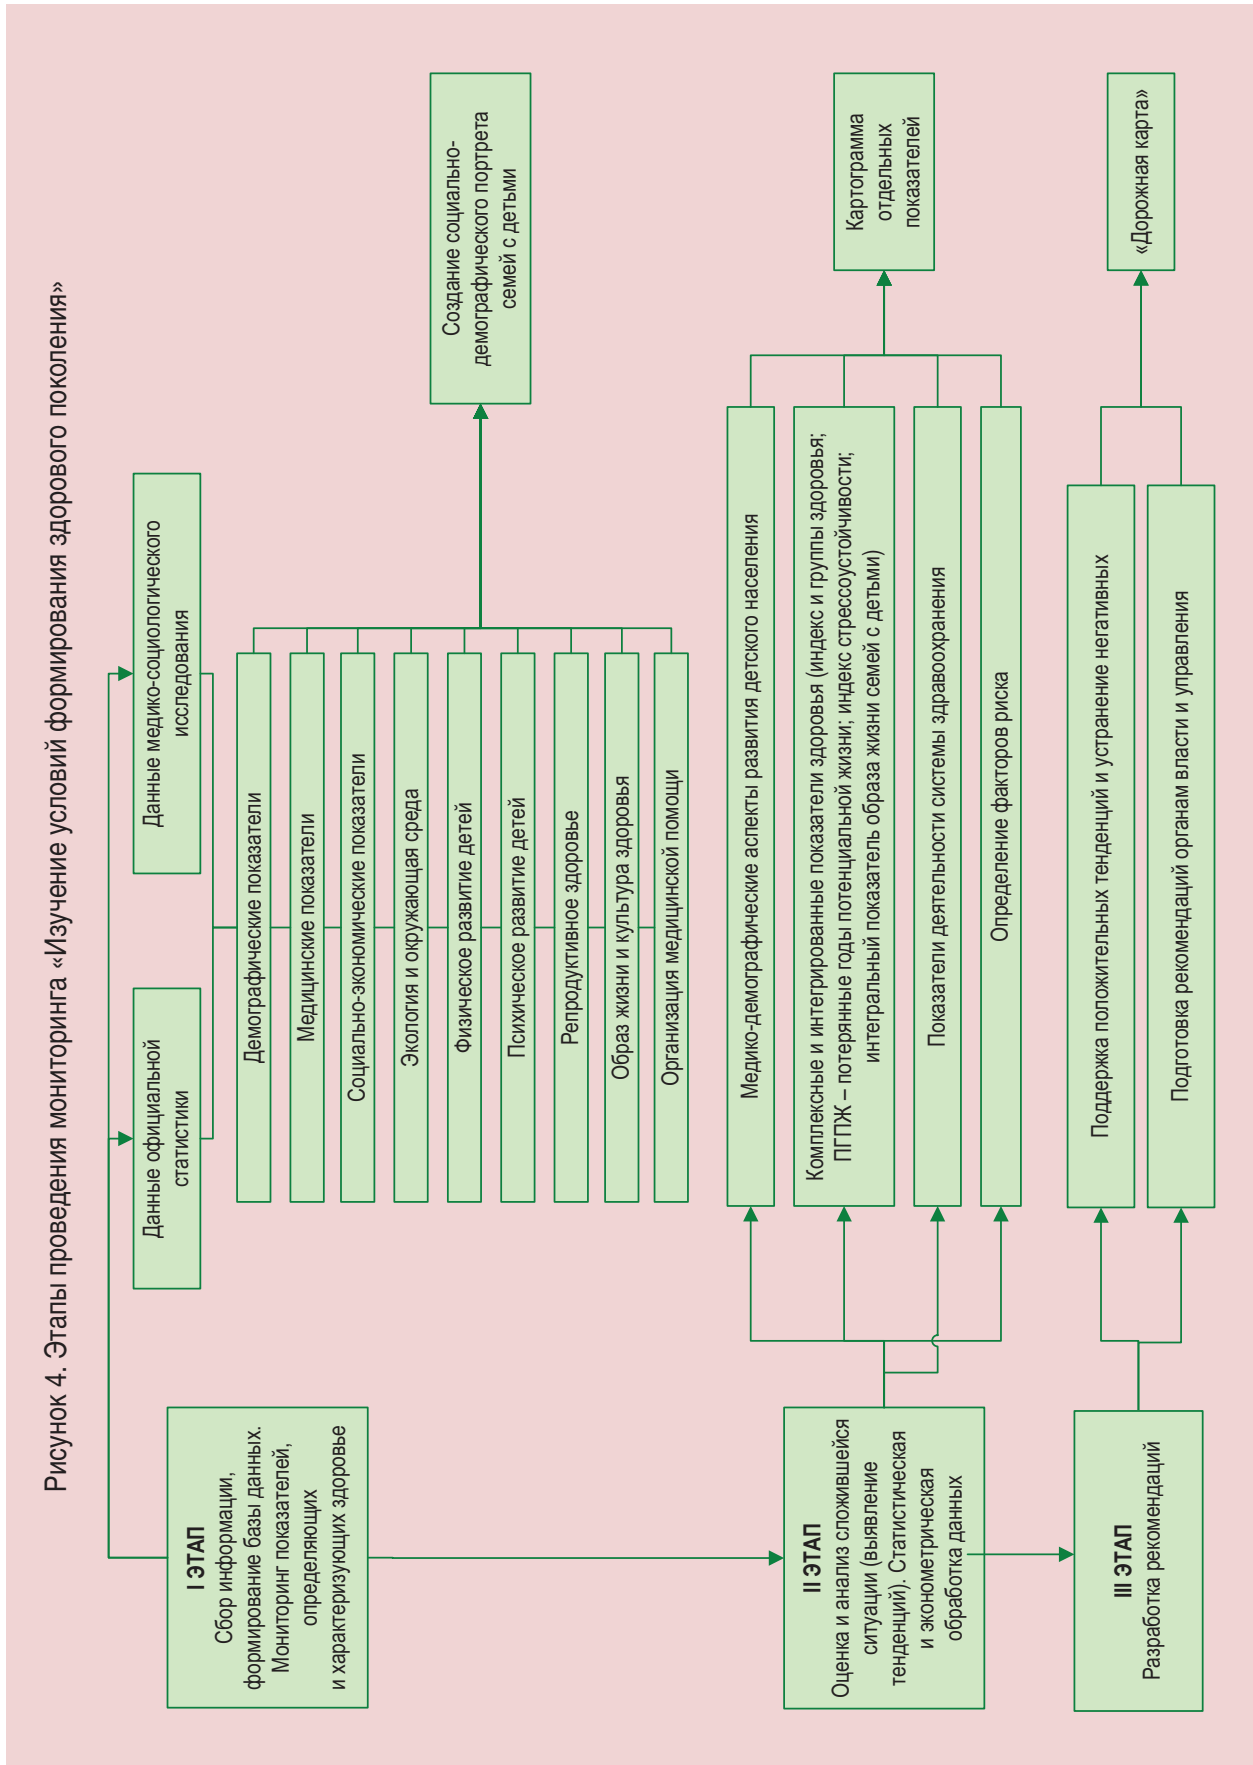 Рисунок 4. Этапы проведения мониторинга «Изучение условий формирования здорового поколения»
I ЭТАП
Сбор информации,
формирование базы данных.
Мониторинг показателей,
определяющих
и характеризующих здоровье
Данные официальной
статистики
Данные медико-социологического
исследования
Демографические показатели
Медицинские показатели
Социально-экономические показатели
Экология и окружающая среда
Физическое развитие детей
Психическое развитие детей
Репродуктивное здоровье
Образ жизни и культура здоровья
Организация медицинской помощи
Создание социально-
демографического портрета
семей с детьми
II ЭТАП
Оценка и анализ сложившейся
ситуации (выявление
тенденций). Статистическая
и эконометрическая
обработка данных
Медико-демографические аспекты развития детского населения
Комплексные и интегрированные показатели здоровья (индекс и группы здоровья;
ПГПЖ – потерянные годы потенциальной жизни; индекс стрессоустойчивости;
интегральный показатель образа жизни семей с детьми)
Показатели деятельности системы здравоохранения
Определение факторов риска
Картограмма
отдельных
показателей
III ЭТАП
Разработка рекомендаций
Поддержка положительных тенденций и устранение негативных
Подготовка рекомендаций органам власти и управления
«Дорожная карта»